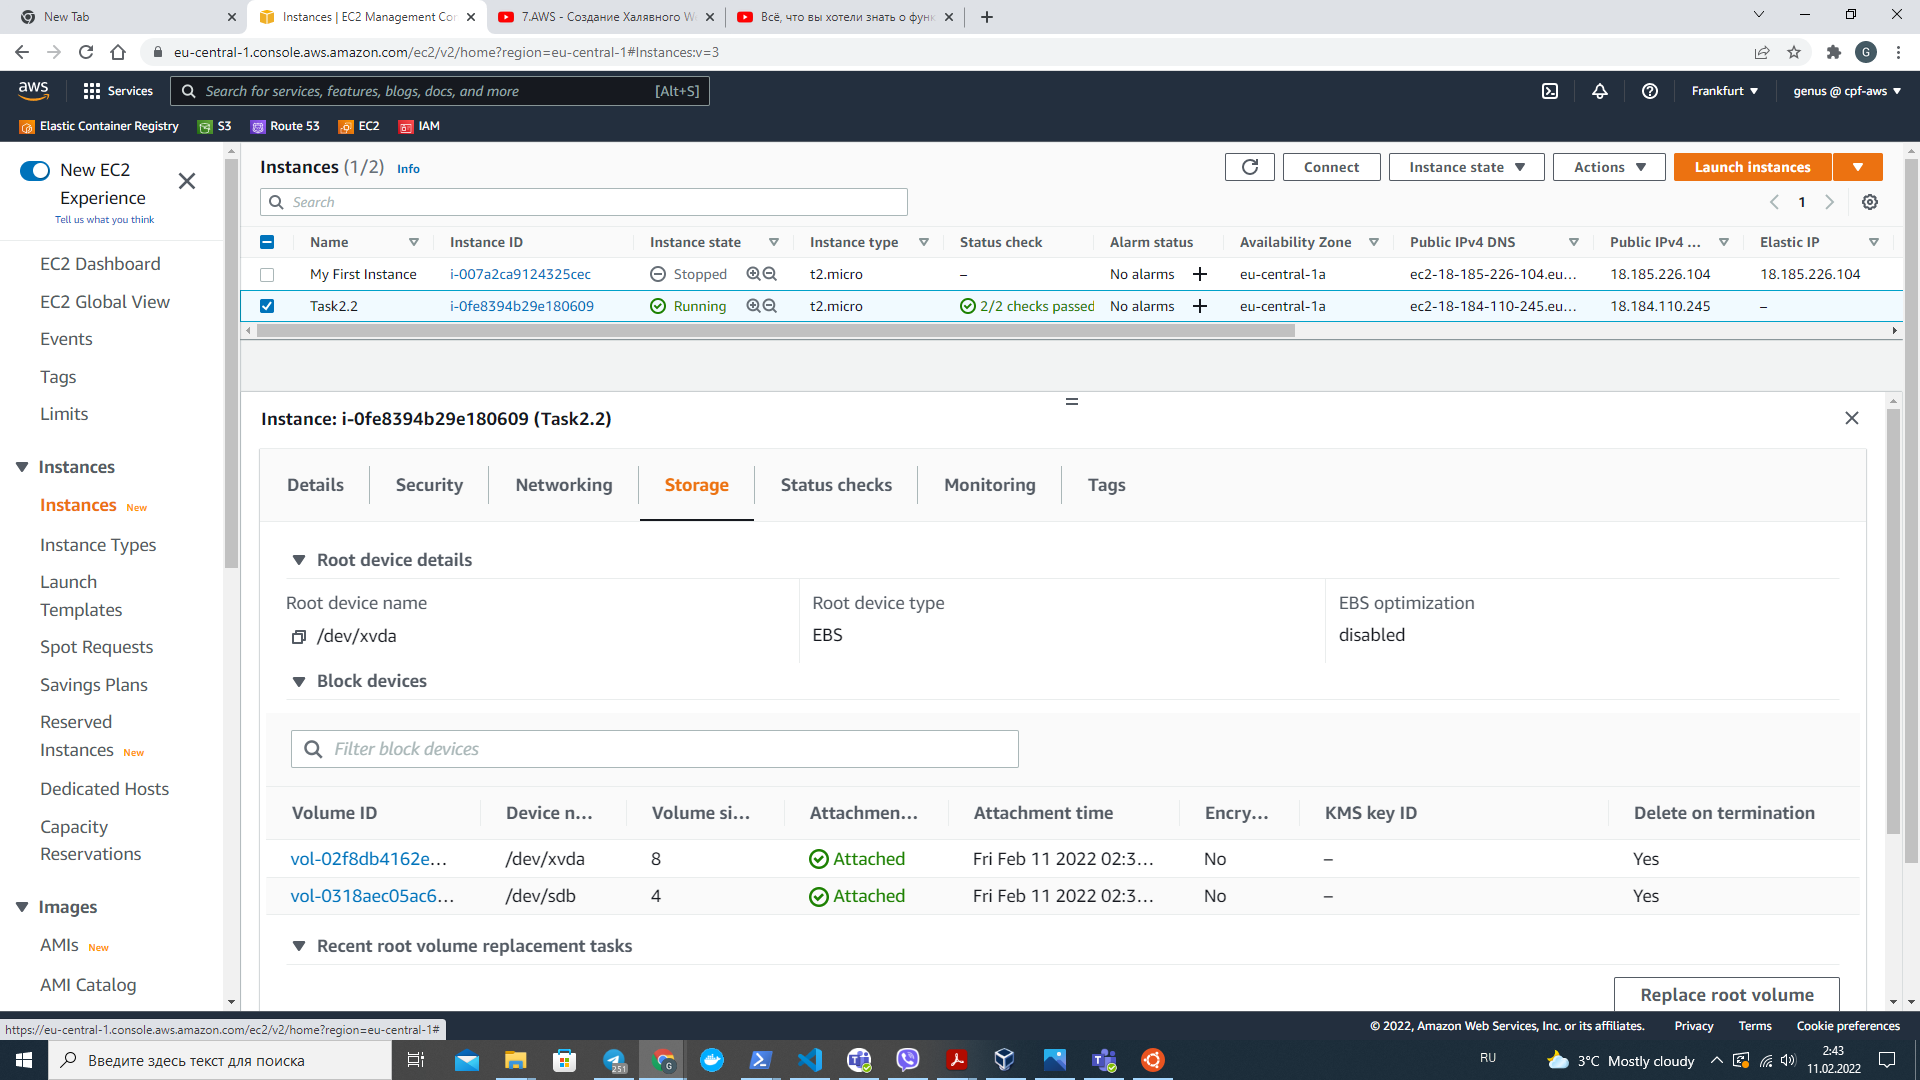 New Tab
Instances | EC2 Management Con
7.AWS - Создание Халявного We
Всё, что вы хотели знать о функ
eu-central-1.console.aws.amazon.com/ec2/v2/home?region=eu-central-1#Instances:v=3
G
aws
Services
Search for services, features, blogs, docs, and more
[Alt+S]
Frankfurt
genus @ cpf-aws
Elastic Container Registry
S3
Route 53
EC2
IAM
New EC2
Experience
Tell us what you think
EC2 Dashboard
EC2 Global View
Events
Tags
Limits
Instances
Instances New
Instance Types
Launch
Templates
Spot Requests
Savings Plans
Reserved
Instances New
Dedicated Hosts
Capacity
Reservations
Images
AMIs New
AMI Catalog
Instances (1/2) Info
Connect
Instance state
Actions
Launch instances
Search
1
Name Instance ID Instance state Instance type Status check Alarm status Availability Zone Public IPv4 DNS Public IPv4 ... Elastic IP
My First Instance i-007a2ca9124325cec Stopped t2.micro – No alarms + eu-central-1a ec2-18-185-226-104.eu... 18.185.226.104 18.185.226.104
Task2.2 i-0fe8394b29e180609 Running t2.micro 2/2 checks passed No alarms + eu-central-1a ec2-18-184-110-245.eu... 18.184.110.245 –
Instance: i-0fe8394b29e180609 (Task2.2)
Details
Security
Networking
Storage
Status checks
Monitoring
Tags
Root device details
Root device name
/dev/xvda
Root device type
EBS
EBS optimization
disabled
Block devices
Filter block devices
Volume ID Device n... Volume si... Attachmen... Attachment time Encry... KMS key ID Delete on termination
vol-02f8db4162e... /dev/xvda 8 Attached Fri Feb 11 2022 02:3... No – Yes
vol-0318aec05ac6... /dev/sdb 4 Attached Fri Feb 11 2022 02:3... No – Yes
Recent root volume replacement tasks
Replace root volume
https://eu-central-1.console.aws.amazon.com/ec2/v2/home?region=eu-central-1#
© 2022, Amazon Web Services, Inc. or its affiliates.
Privacy
Terms
Cookie preferences
Введите здесь текст для поиска
251
G
RU
3°C Mostly cloudy
2:43
11.02.2022